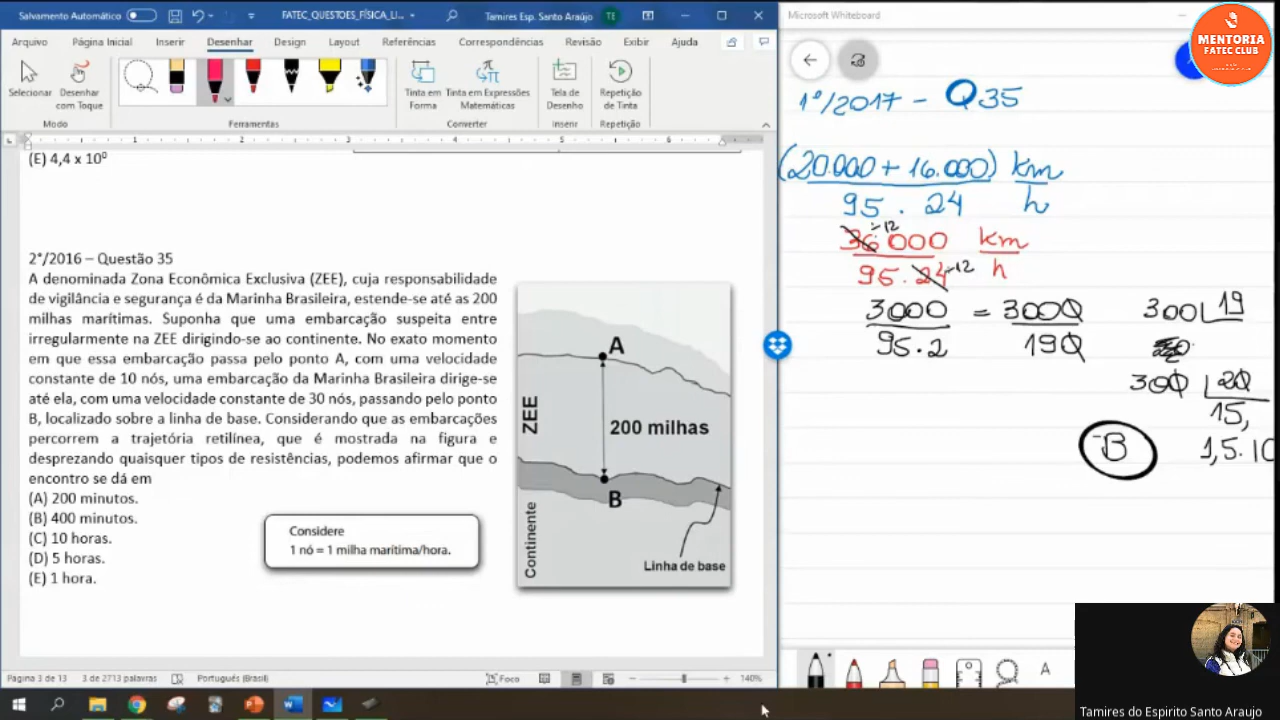 Salvamento Automático
FATEC_QUESTOES_FÍSICA_LI...
Tamires Esp. Santo Araújo
TE
Microsoft Whiteboard
MENTORIA
FATEC CLUB
Arquivo
Página Inicial
Inserir
Desenhar
Design
Layout
Referências
Correspondências
Revisão
Exibir
Ajuda
Selecionar
Desenhar com Toque
Tinta em Forma
Tinta em Expressões Matemáticas
Tela de Desenho
Repetição de Tinta
Modo
Ferramentas
Converter
Inserir
Repetição
1 2 3 4 5 6
(E) 4,4 x 10⁰
2°/2016 – Questão 35
A denominada Zona Econômica Exclusiva (ZEE), cuja responsabilidade
de vigilância e segurança é da Marinha Brasileira, estende-se até as 200
milhas marítimas. Suponha que uma embarcação suspeita entre
irregularmente na ZEE dirigindo-se ao continente. No exato momento
em que essa embarcação passa pelo ponto A, com uma velocidade
constante de 10 nós, uma embarcação da Marinha Brasileira dirige-se
até ela, com uma velocidade constante de 30 nós, passando pelo ponto
B, localizado sobre a linha de base. Considerando que as embarcações
percorrem a trajetória retilínea, que é mostrada na figura e
desprezando quaisquer tipos de resistências, podemos afirmar que o
encontro se dá em
(A) 200 minutos.
(B) 400 minutos.
(C) 10 horas.
(D) 5 horas.
(E) 1 hora.
Considere
1 nó = 1 milha marítima/hora.
A
ZEE
200 milhas
B
Continente
Linha de base
1º/2017 - Q35
(20.000 + 16.000) km
95 . 24 h
÷12
36000 km
95.24 ÷12 h
3000 = 3000
95.2 190
300 19
300 20
15,
B
1,5.10
Página 3 de 13
3 de 2713 palavras
Português (Brasil)
Foco
140%
A
Tamires do Espirito Santo Araujo